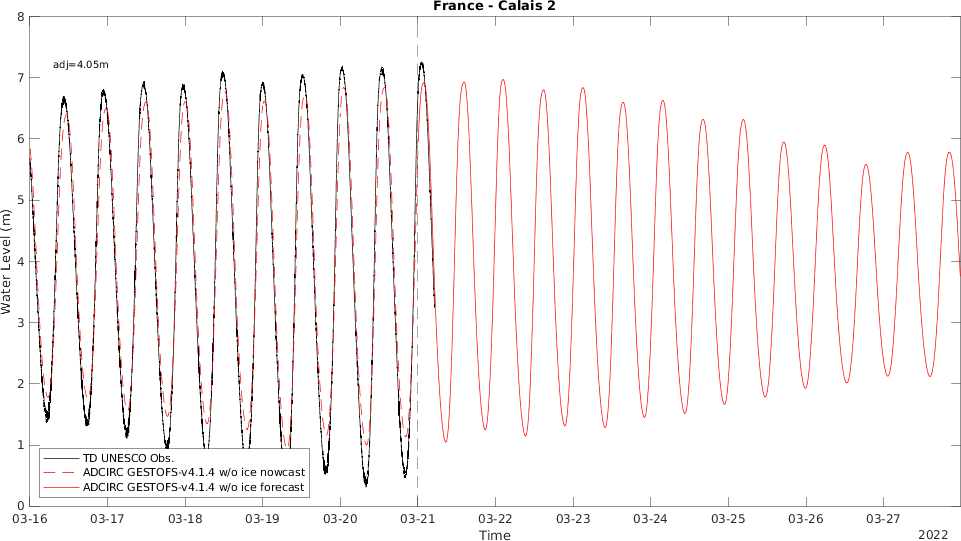 France - Calais 2
8
adj=4.05m
7
6
5
4
3
2
1
0
Water Level (m)
TD UNESCO Obs.
ADCIRC GESTOFS-v4.1.4 w/o ice nowcast
ADCIRC GESTOFS-v4.1.4 w/o ice forecast
03-16 03-17 03-18 03-19 03-20 03-21 03-22 03-23 03-24 03-25 03-26 03-27
Time
2022